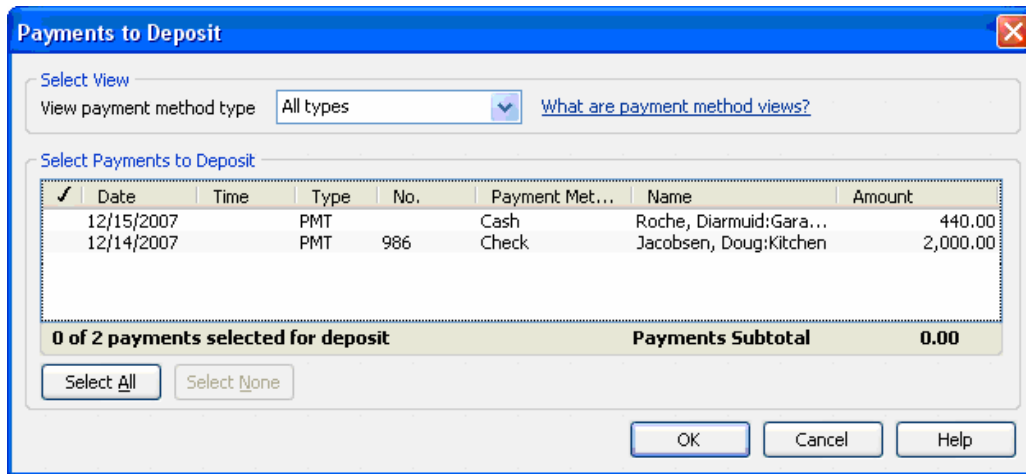 Payments to Deposit
Select View
View payment method type All types What are payment method views?
Select Payments to Deposit
✓ Date Time Type No. Payment Met... Name Amount
12/15/2007 PMT Cash Roche, Diarmuid:Gara... 440.00
12/14/2007 PMT 986 Check Jacobsen, Doug:Kitchen 2,000.00
0 of 2 payments selected for deposit Payments Subtotal 0.00
Select All Select None
OK Cancel Help